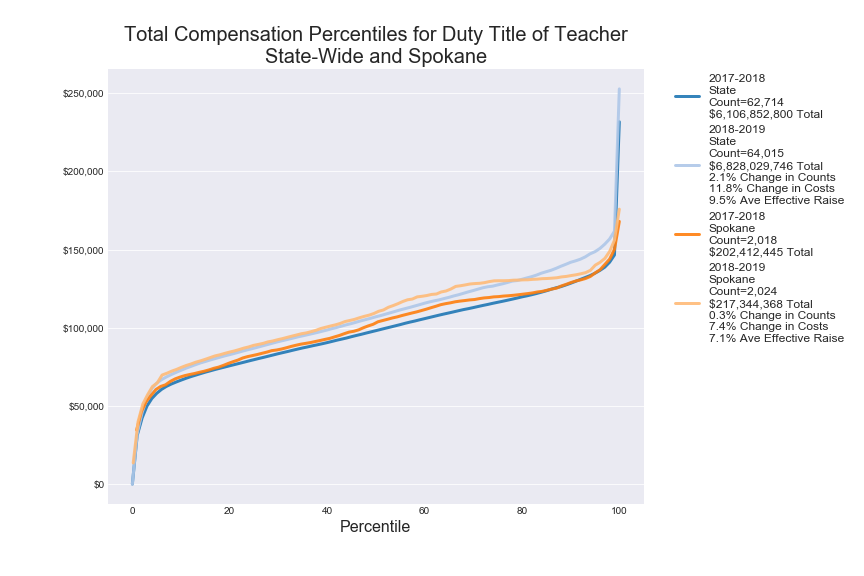 Total Compensation Percentiles for Duty Title of Teacher
State-Wide and Spokane
$250,000
$200,000
$150,000
$100,000
$50,000
$0
0
20
40
60
80
100
Percentile
2017-2018
State
Count=62,714
$6,106,852,800 Total
2018-2019
State
Count=64,015
$6,828,029,746 Total
2.1% Change in Counts
11.8% Change in Costs
9.5% Ave Effective Raise
2017-2018
Spokane
Count=2,018
$202,412,445 Total
2018-2019
Spokane
Count=2,024
$217,344,368 Total
0.3% Change in Counts
7.4% Change in Costs
7.1% Ave Effective Raise